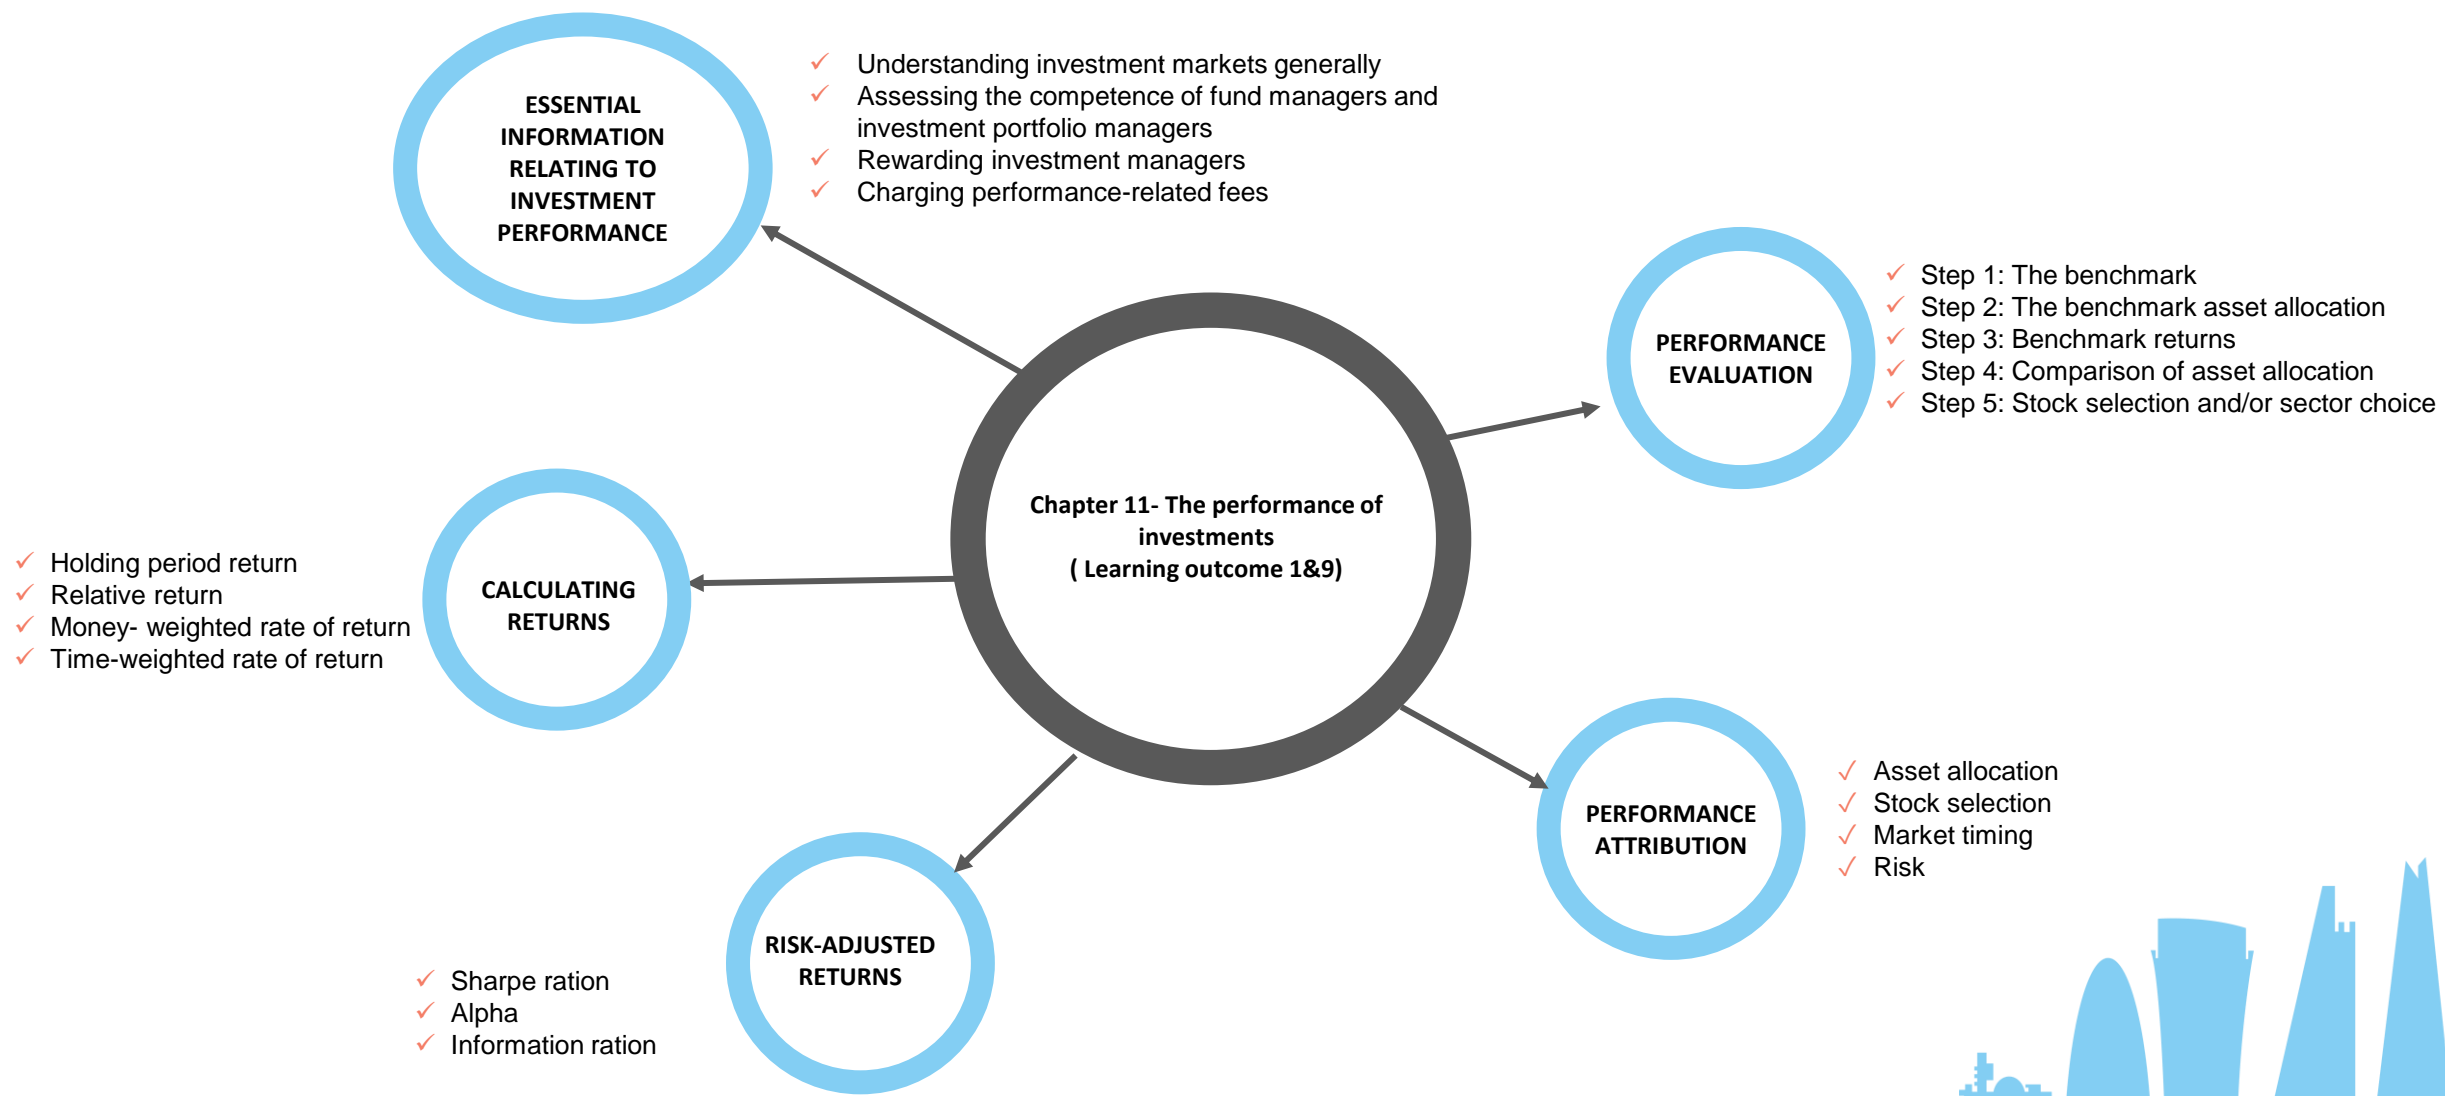 ESSENTIAL
INFORMATION
RELATING TO
INVESTMENT
PERFORMANCE
Understanding investment markets generally
Assessing the competence of fund managers and
investment portfolio managers
Rewarding investment managers
Charging performance-related fees
PERFORMANCE
EVALUATION
Step 1: The benchmark
Step 2: The benchmark asset allocation
Step 3: Benchmark returns
Step 4: Comparison of asset allocation
Step 5: Stock selection and/or sector choice
Chapter 11- The performance of
investments
( Learning outcome 1&9)
Holding period return
Relative return
Money- weighted rate of return
Time-weighted rate of return
CALCULATING
RETURNS
PERFORMANCE
ATTRIBUTION
Asset allocation
Stock selection
Market timing
Risk
RISK-ADJUSTED
RETURNS
Sharpe ration
Alpha
Information ration